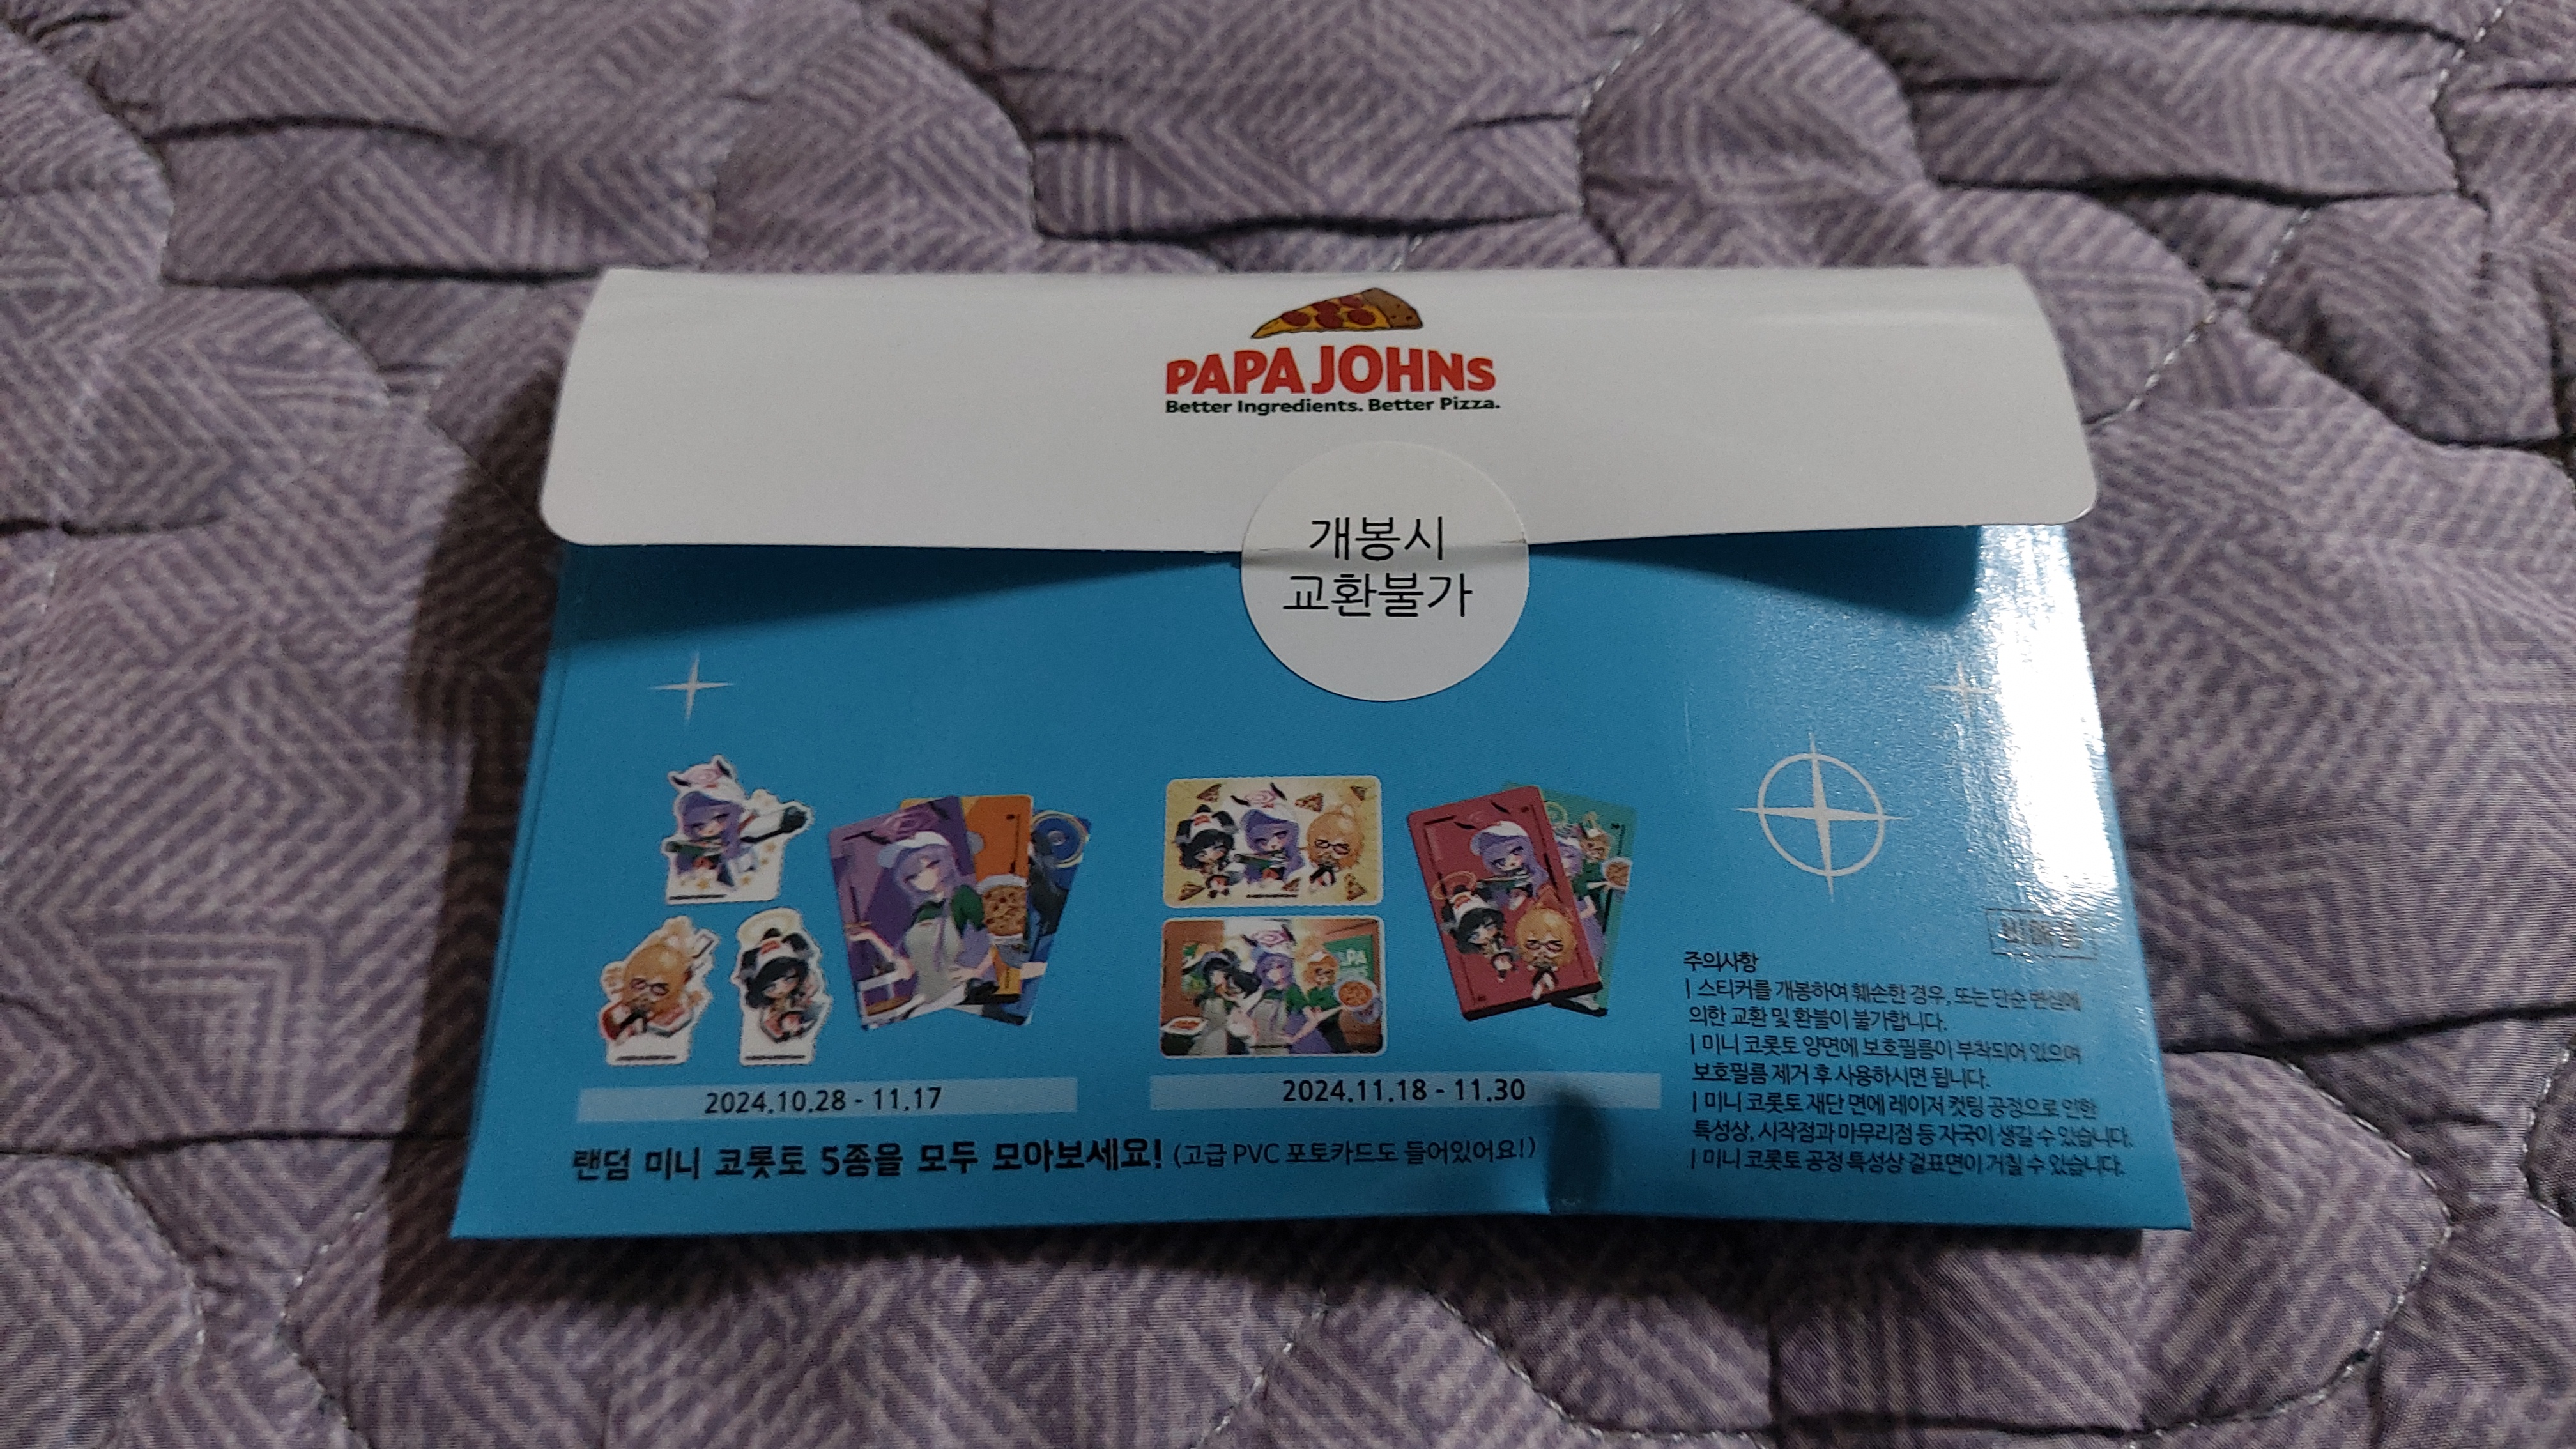 PAPA JOHNS
Better Ingredients. Better Pizza.
개봉시
교환불가
2024.10.28 - 11.17
2024.11.18 - 11.30
랜덤 미니 코롯토 5종을 모두 모아보세요! (고급 PVC 포토카드도 들어있어요!)
비매품
주의사항
| 스티커를 개봉하여 훼손한 경우, 또는 단순 변심에
의한 교환 및 환불이 불가합니다.
| 미니 코롯토 양면에 보호필름이 부착되어 있으며
보호필름 제거 후 사용하시면 됩니다.
| 미니 코롯토 재단 면에 레이저 컷팅 공정으로 인한
특성상, 시작점과 마무리점 등 자국이 생길 수 있습니다.
| 미니 코롯토 공정 특성상 겉표면이 거칠 수 있습니다.